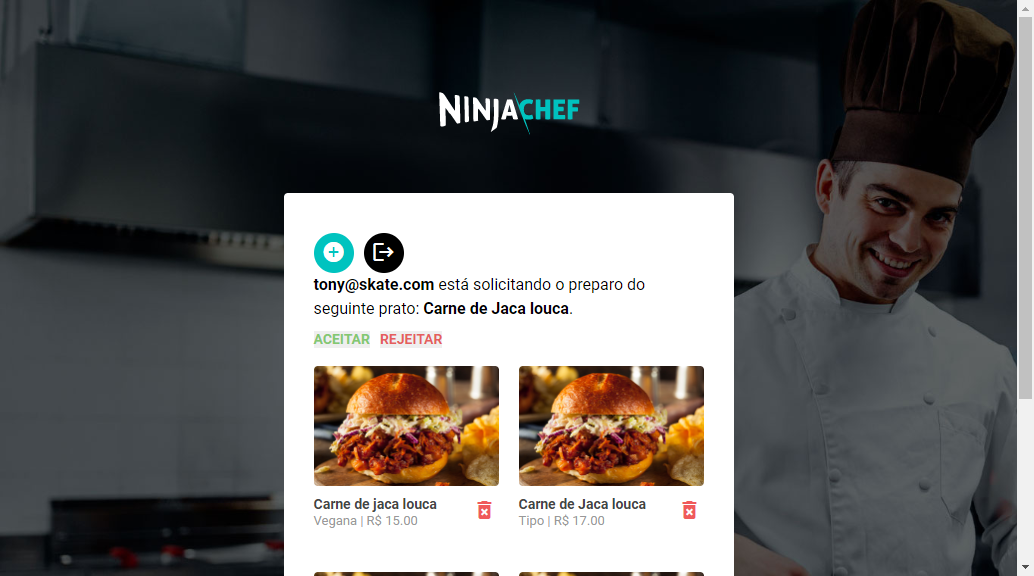 NINJACHEF
tony@skate.com está solicitando o preparo do
seguinte prato: Carne de Jaca louca.
ACEITAR REJEITAR
Carne de jaca louca
Vegana | R$ 15.00
Carne de Jaca louca
Tipo | R$ 17.00